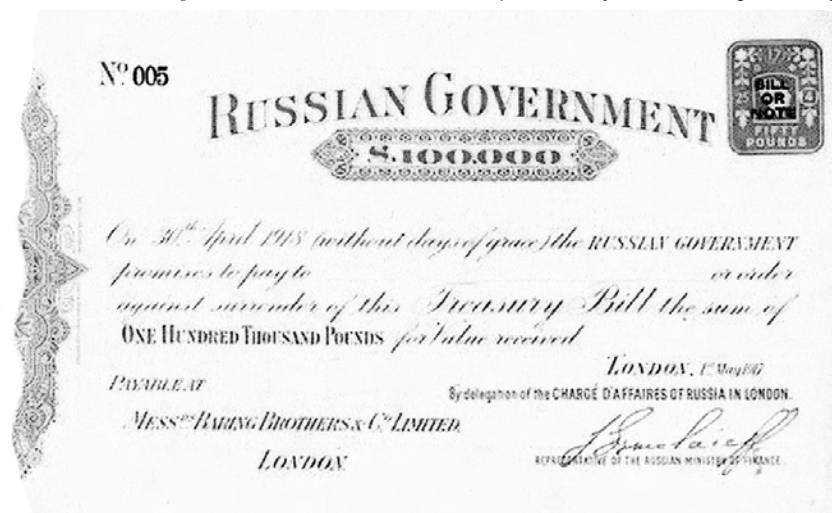 Nº 005
RUSSIAN GOVERNMENT
£.100.000
17
BILL
OR
NOTE
FIFTY
POUNDS
On 30th April 1918 (without days of grace) the RUSSIAN GOVERNMENT
promises to pay to or order
against surrender of this Treasury Bill the sum of
ONE HUNDRED THOUSAND POUNDS for Value received
LONDON, 1st May 1917
PAYABLE AT
By delegation of the CHARGÉ D'AFFAIRES OF RUSSIA IN LONDON.
MESSRS BARING BROTHERS & Co LIMITED,
LONDON.
REPRESENTATIVE OF THE RUSSIAN MINISTRY OF FINANCE.